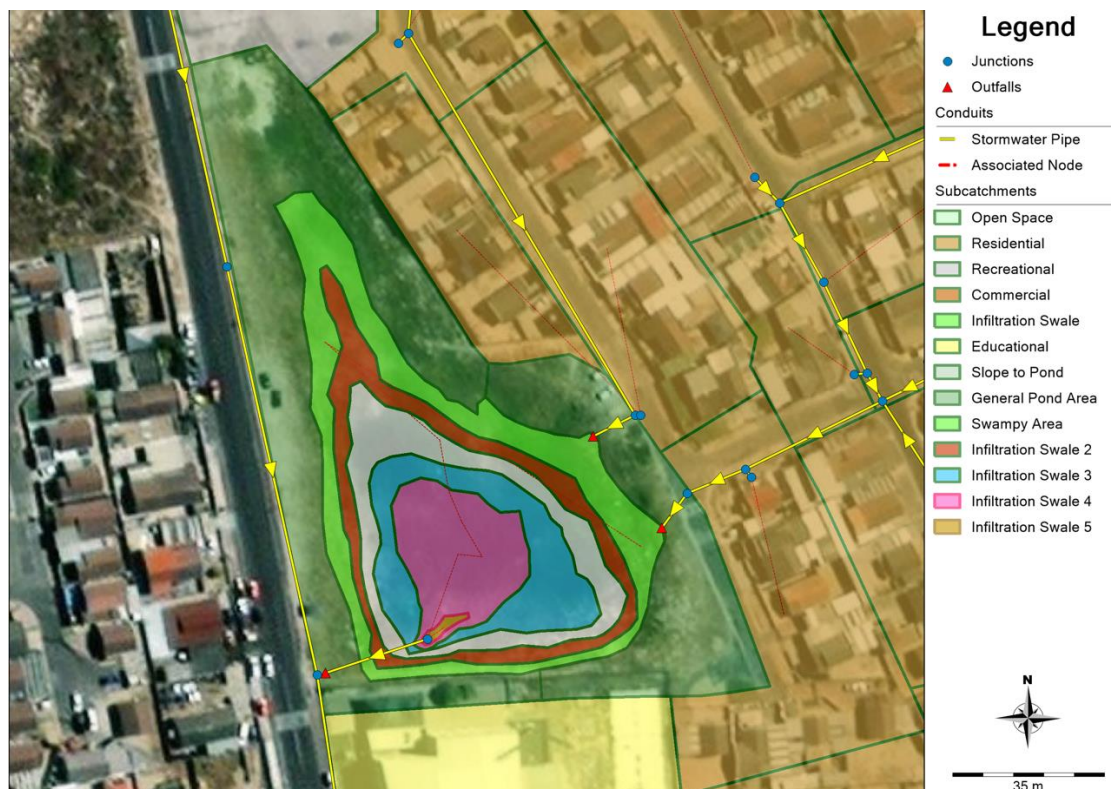 Legend
Junctions
Outfalls
Conduits
Stormwater Pipe
Associated Node
Subcatchments
Open Space
Residential
Recreational
Commercial
Infiltration Swale
Educational
Slope to Pond
General Pond Area
Swampy Area
Infiltration Swale 2
Infiltration Swale 3
Infiltration Swale 4
Infiltration Swale 5
N
35 m